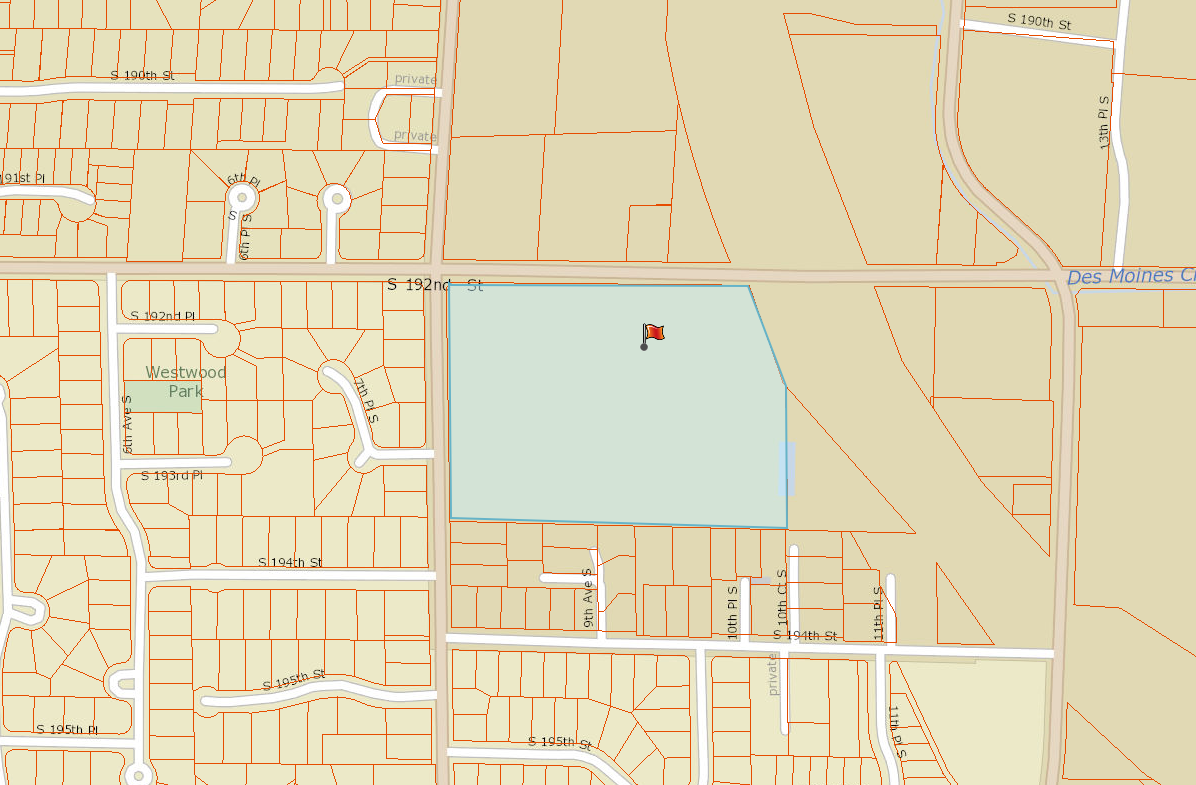 S 190th St
S 190th St
private
private
13th Pl S
191st Pl
6th Pl
S
6th Pl S
S 192nd St
Des Moines C
S 192nd Pl
Westwood
Park
7th Pl S
6th Ave S
S 193rd Pl
S 194th St
9th Ave S
10th Pl S
10th Ct S
11th Pl S
S 194th St
private
S 195th St
S 195th Pl
S 195th St
11th Pl S